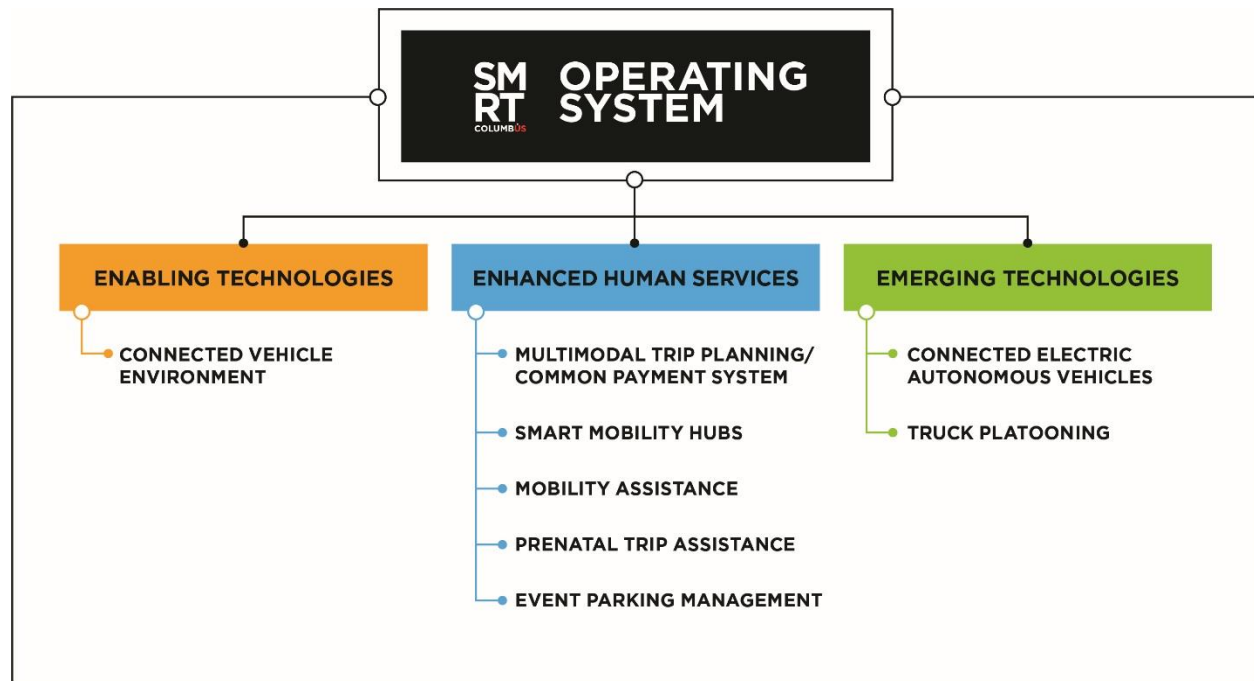 SM
RT
COLUMBUS
OPERATING
SYSTEM
ENABLING TECHNOLOGIES
CONNECTED VEHICLE
ENVIRONMENT
ENHANCED HUMAN SERVICES
MULTIMODAL TRIP PLANNING/
COMMON PAYMENT SYSTEM
SMART MOBILITY HUBS
MOBILITY ASSISTANCE
PRENATAL TRIP ASSISTANCE
EVENT PARKING MANAGEMENT
EMERGING TECHNOLOGIES
CONNECTED ELECTRIC
AUTONOMOUS VEHICLES
TRUCK PLATOONING